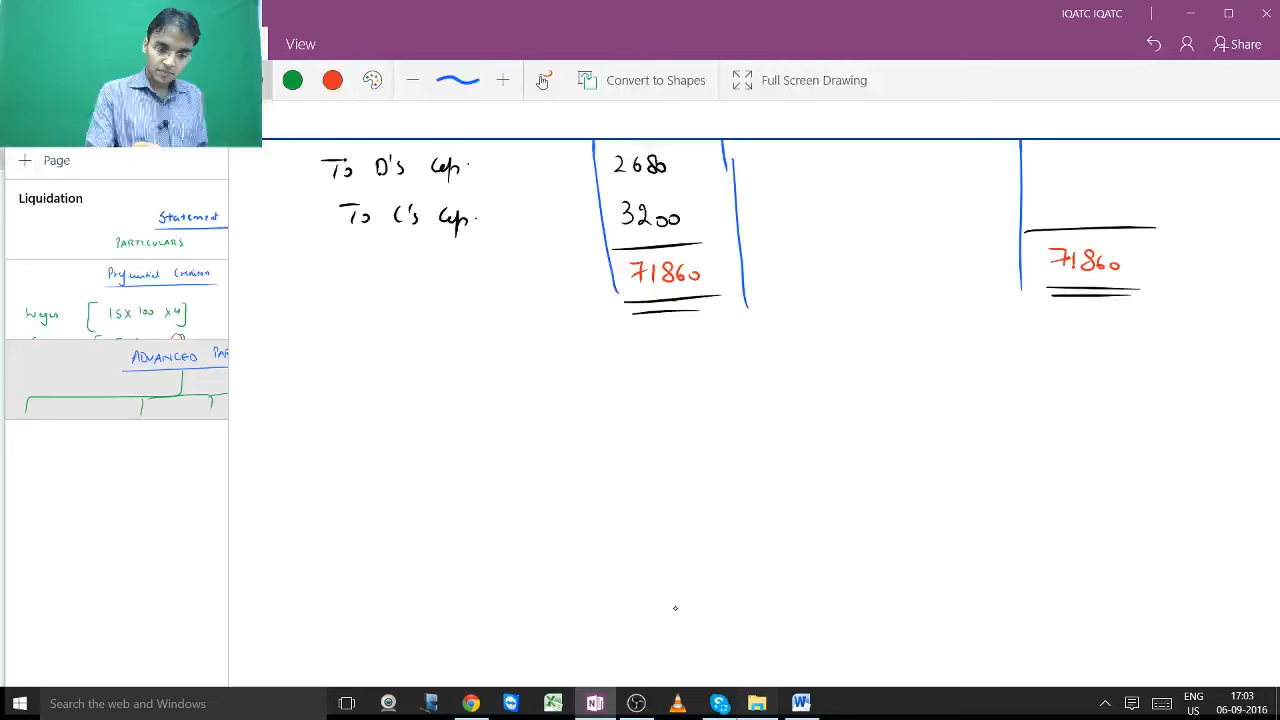 IQATC IQATC
View
Share
Convert to Shapes
Full Screen Drawing
Page
Liquidation
Statement
PARTICULARS
Preferential Creditors
Wages [15 x 100 x 4]
ADVANCED PAR
To D's Cap. 2680
To C's Cap. 3200
71860 71860
Search the web and Windows
ENG 17:03
US 06-09-2016